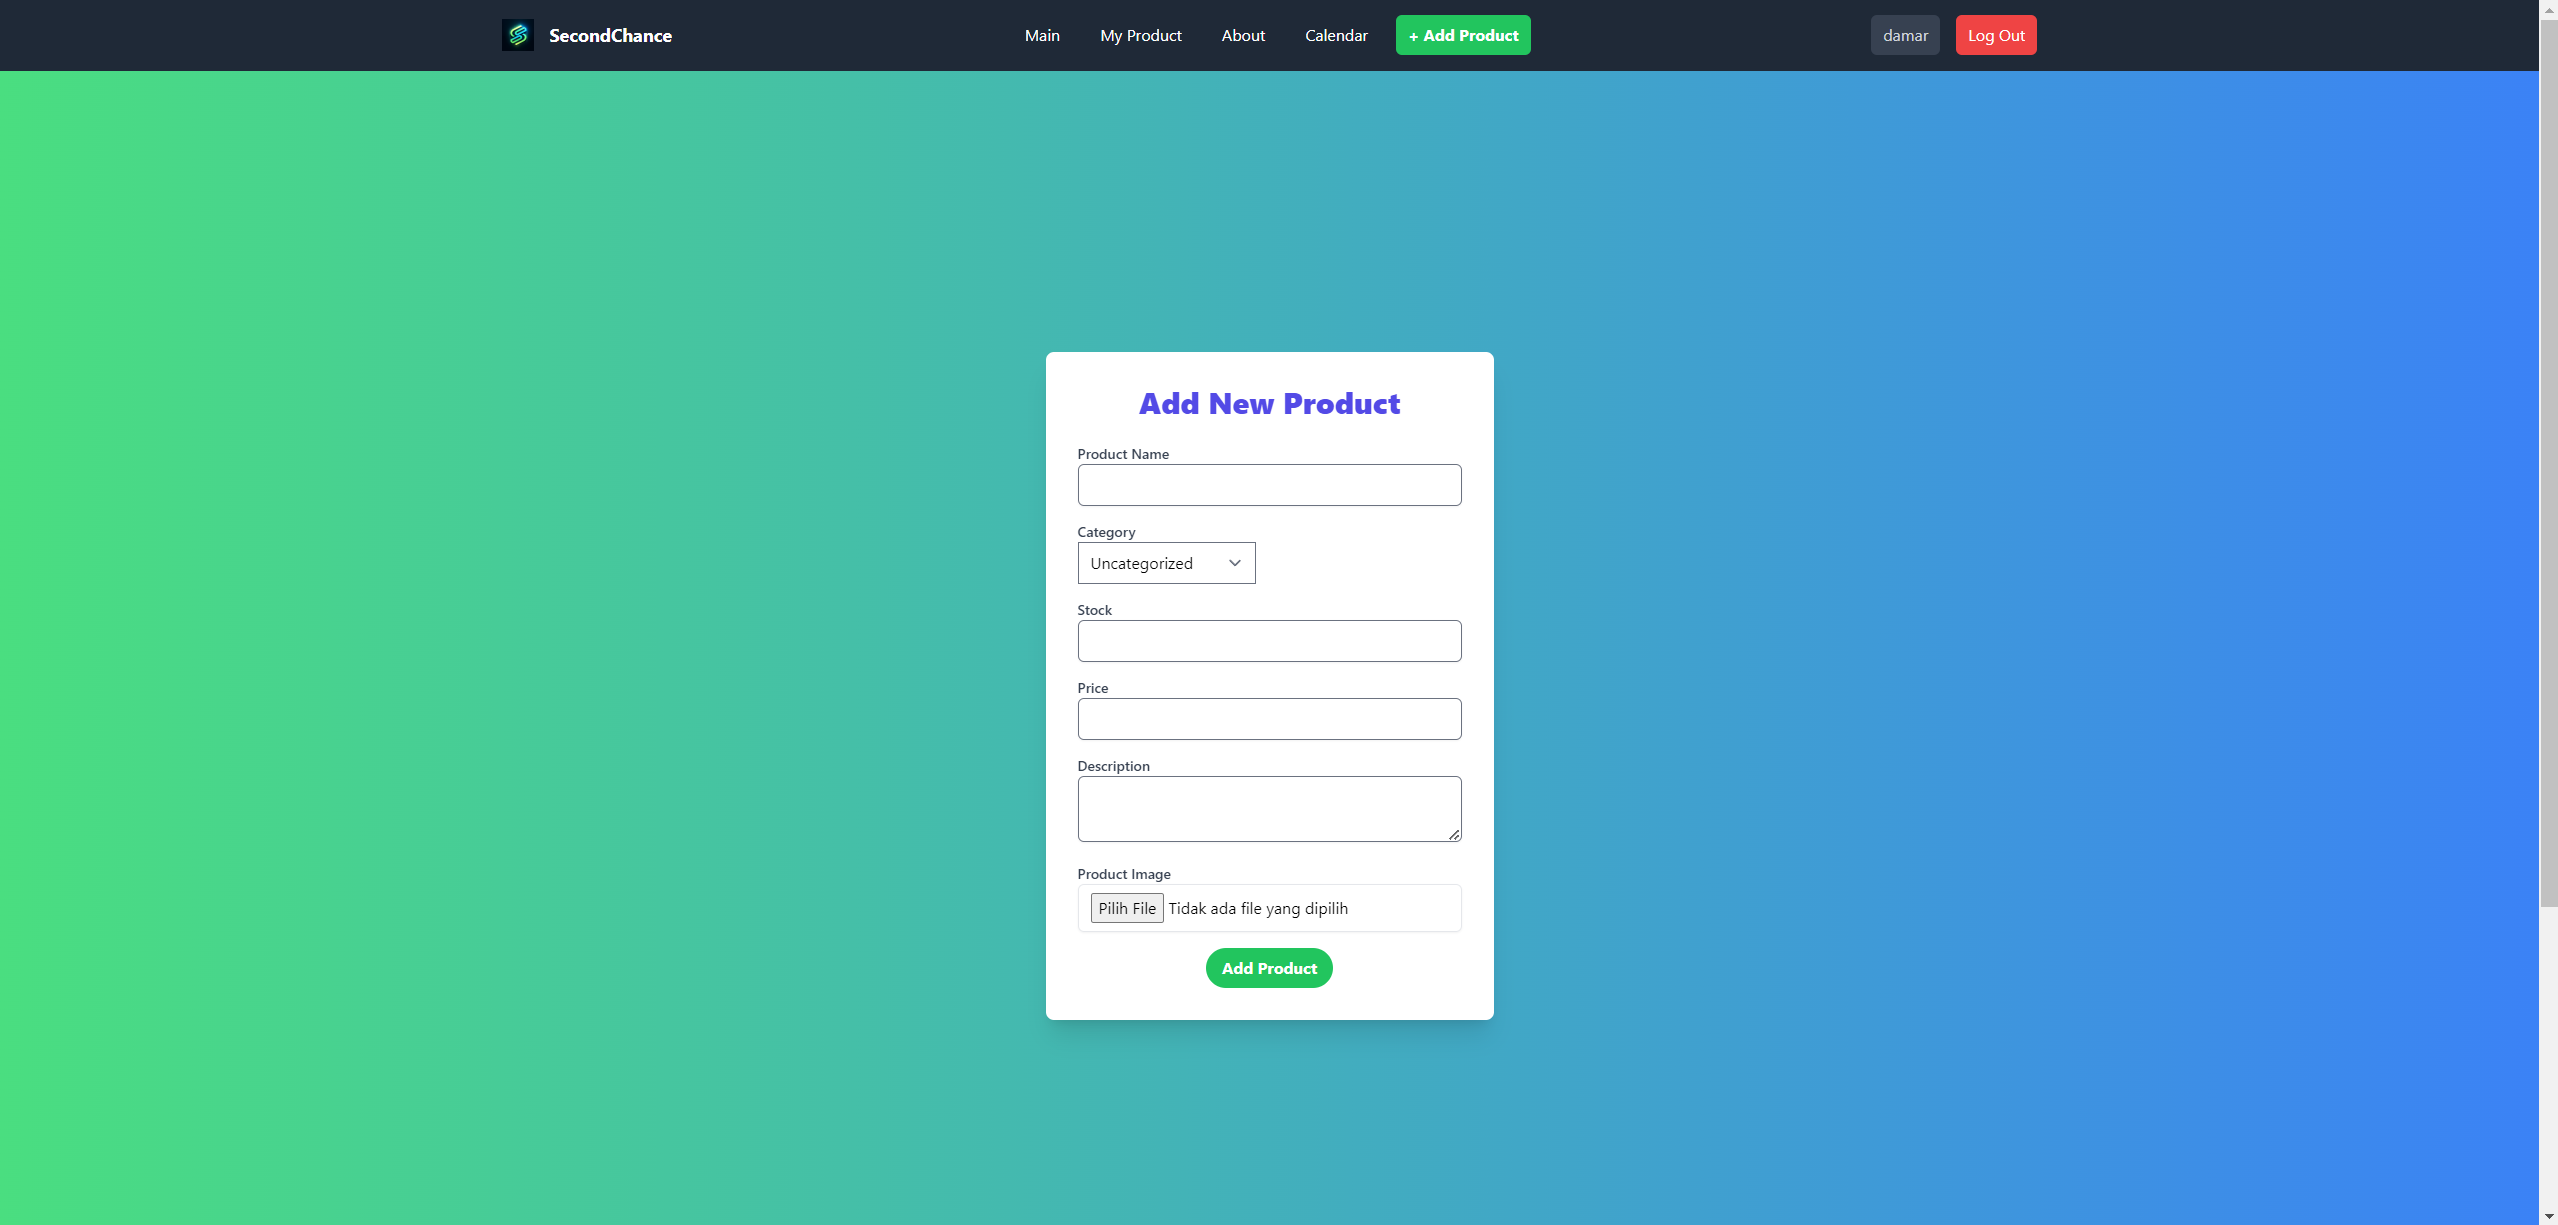 SecondChance
Main
My Product
About
Calendar
+ Add Product
damar
Log Out
Add New Product
Product Name
Category
Uncategorized
Stock
Price
Description
Product Image
Pilih File Tidak ada file yang dipilih
Add Product